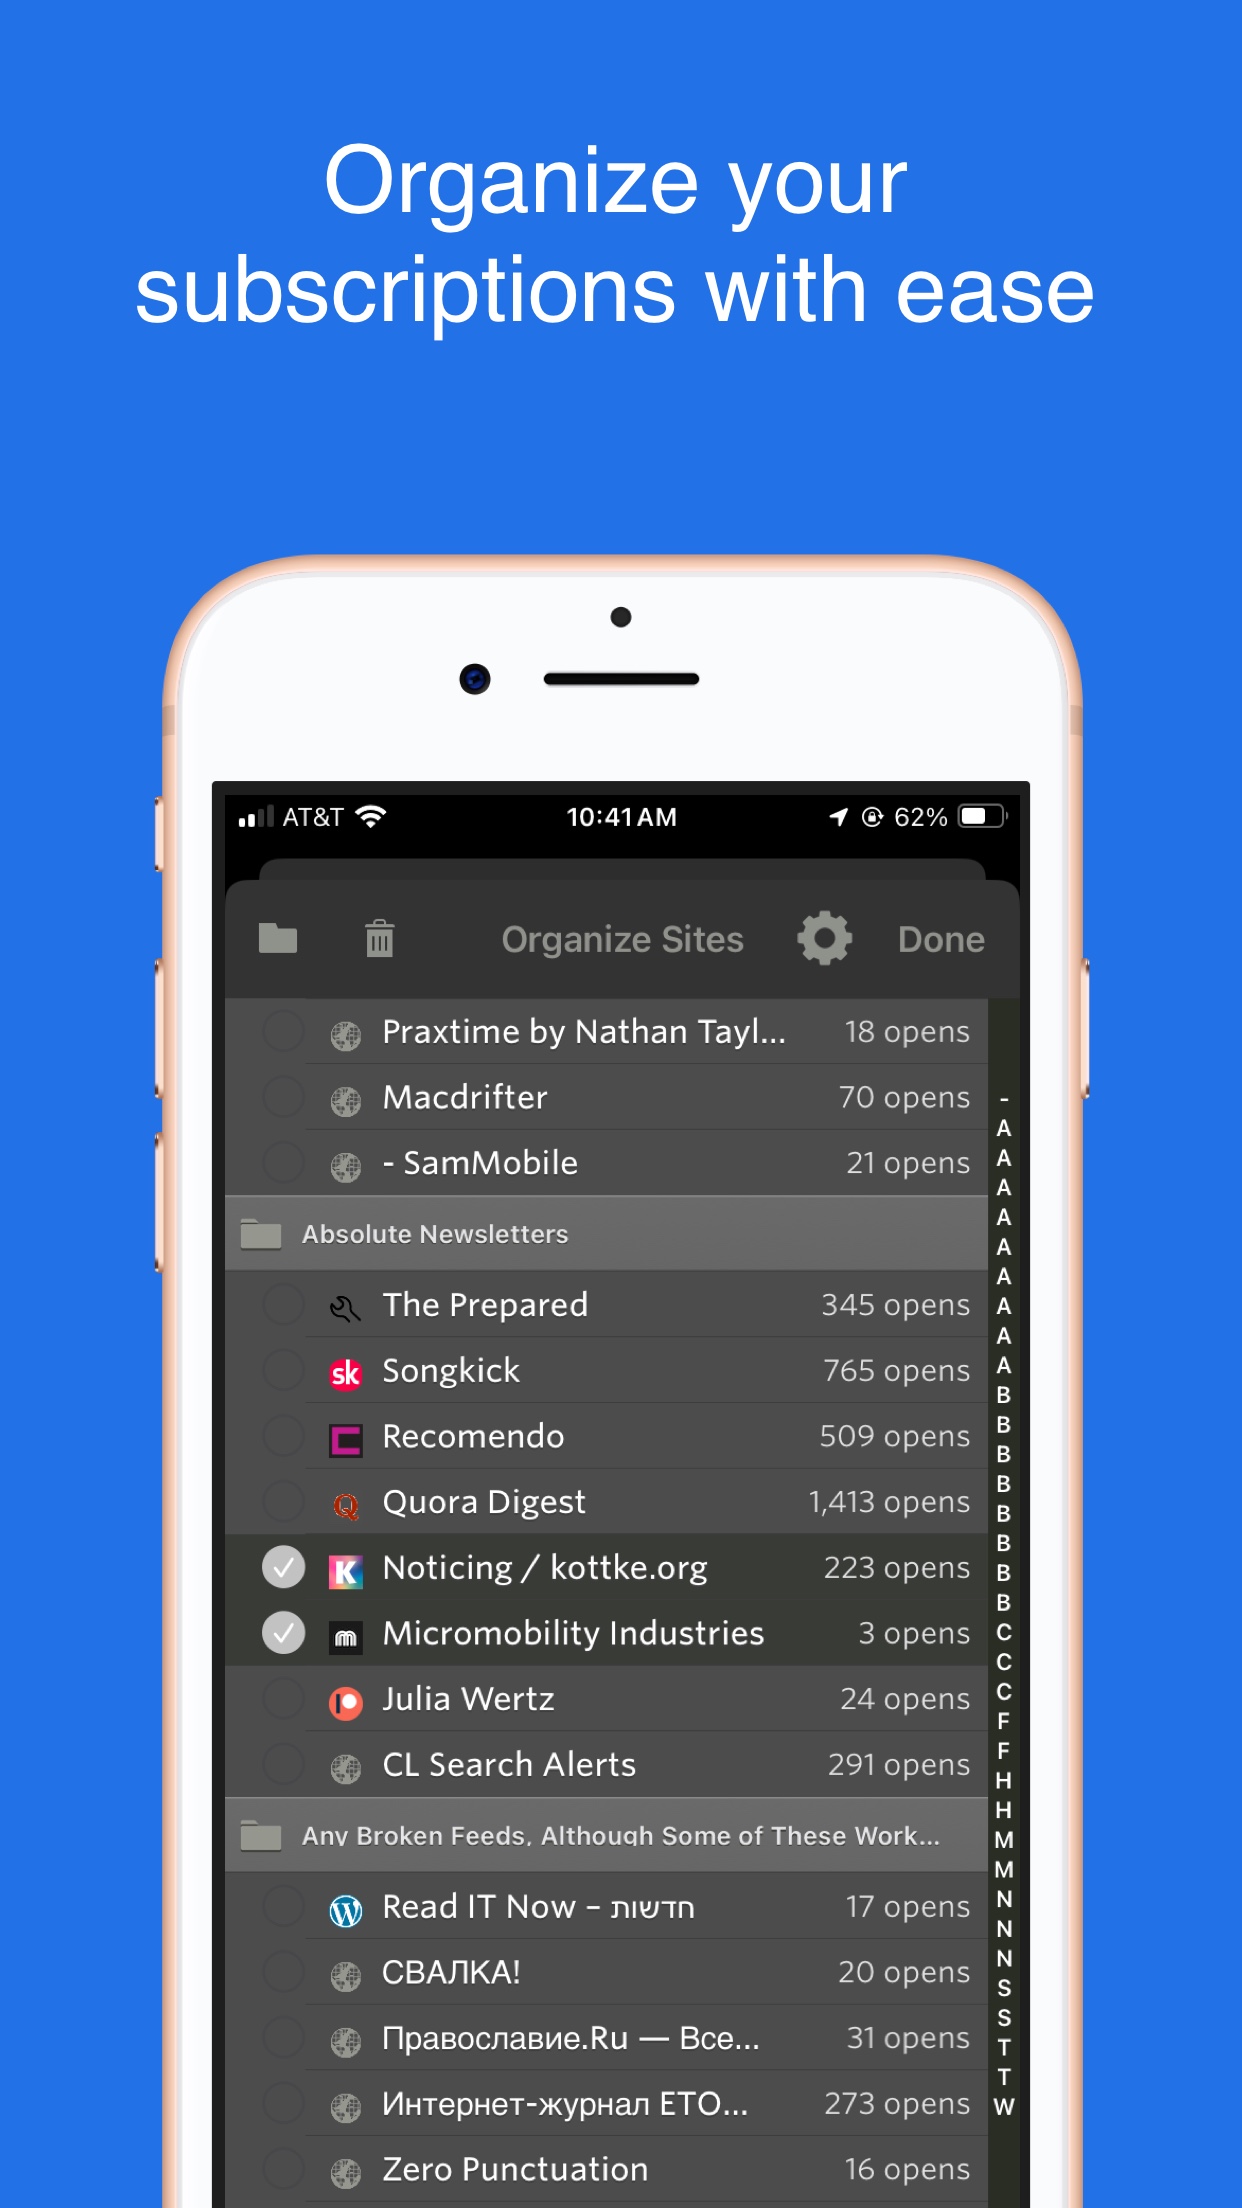 Organize your
subscriptions with ease
AT&T 10:41 AM 62%
Organize Sites Done
Praxtime by Nathan Tayl... 18 opens
Macdrifter 70 opens
- SamMobile 21 opens
Absolute Newsletters
The Prepared 345 opens
sk Songkick 765 opens
Recomendo 509 opens
Q Quora Digest 1,413 opens
K Noticing / kottke.org 223 opens
m Micromobility Industries 3 opens
Julia Wertz 24 opens
CL Search Alerts 291 opens
Any Broken Feeds, Although Some of These Work...
W Read IT Now – חדשות 17 opens
СВАЛКА! 20 opens
Православие.Ru — Все... 31 opens
Интернет-журнал ЕТО... 273 opens
Zero Punctuation 16 opens
-
A
A
A
A
A
A
A
A
A
B
B
B
B
B
B
B
B
C
C
C
F
F
H
H
M
M
N
N
N
S
S
T
T
W